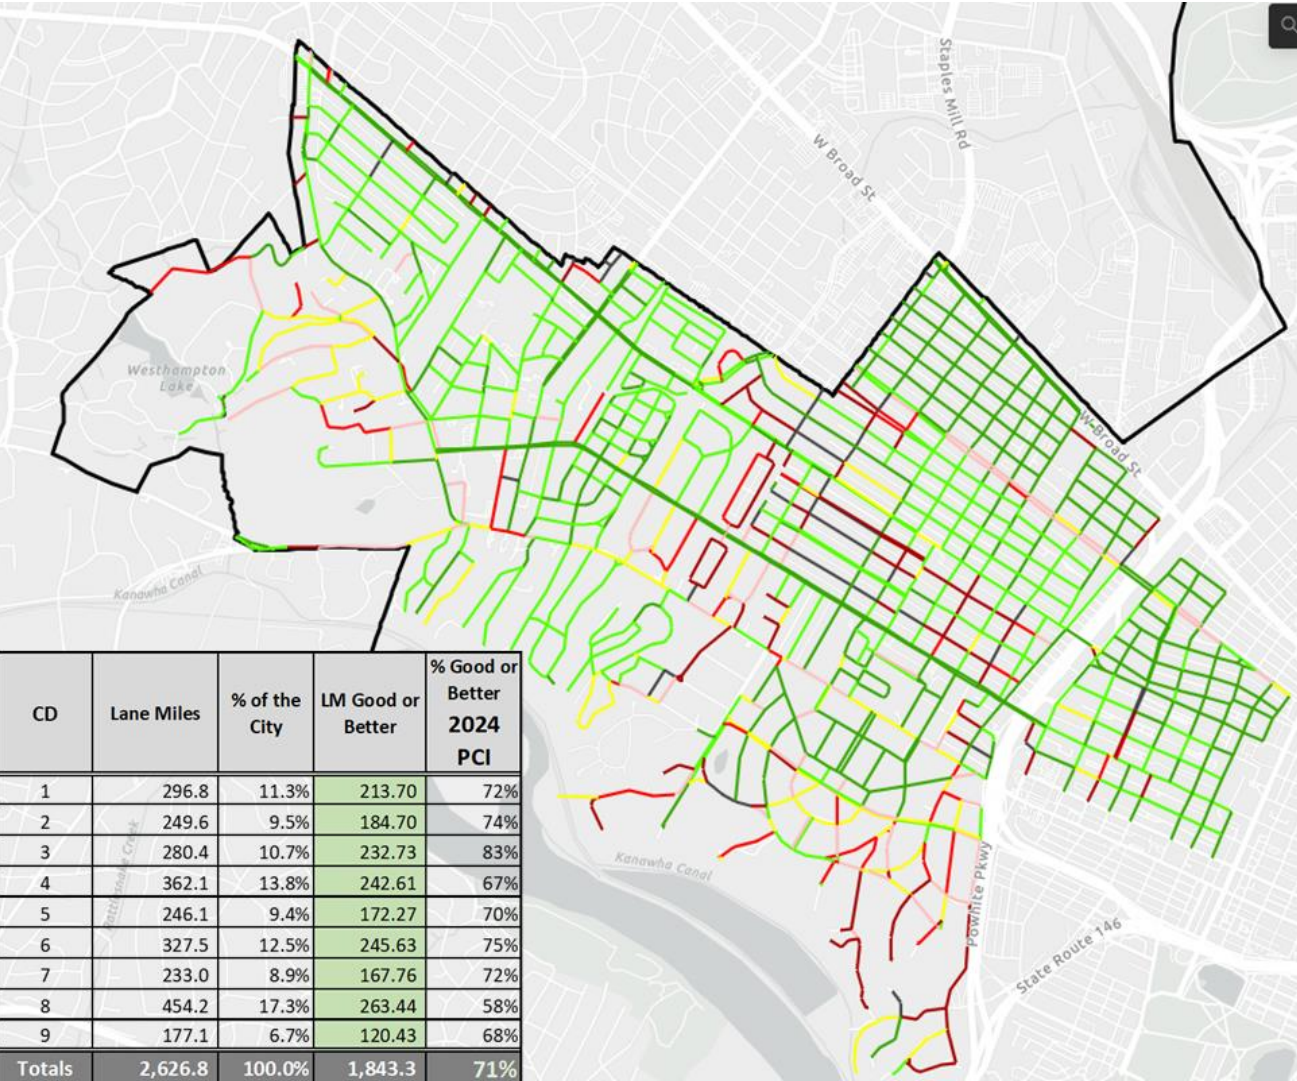 Staples Mill Rd
W Broad St
Westhampton
Lake
W Broad St
Kanawha Canal
Kanawha Canal
Powhite Pkwy
State Route 146
Rattlesnake Creek
CD Lane Miles % of the City LM Good or Better % Good or Better 2024 PCI
1 296.8 11.3% 213.70 72%
2 249.6 9.5% 184.70 74%
3 280.4 10.7% 232.73 83%
4 362.1 13.8% 242.61 67%
5 246.1 9.4% 172.27 70%
6 327.5 12.5% 245.63 75%
7 233.0 8.9% 167.76 72%
8 454.2 17.3% 263.44 58%
9 177.1 6.7% 120.43 68%
Totals 2,626.8 100.0% 1,843.3 71%